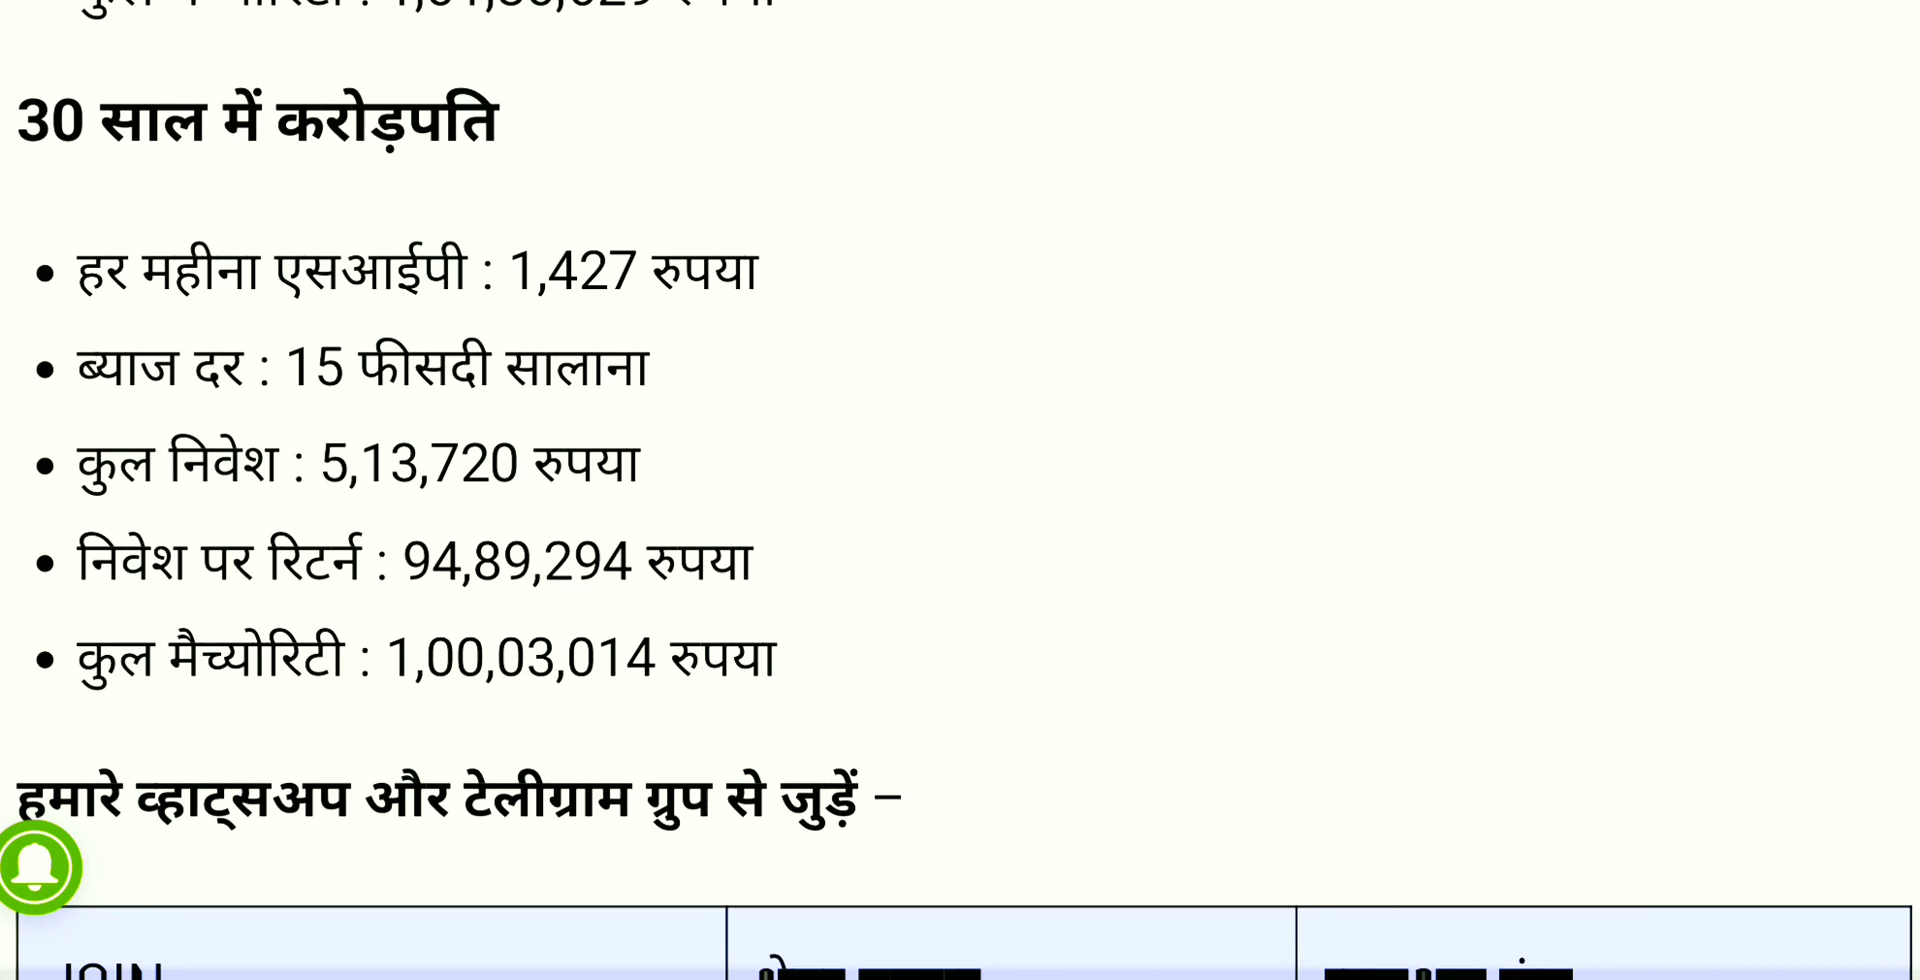 30 साल में करोड़पति
हर महीना एसआईपी : 1,427 रुपया
ब्याज दर : 15 फीसदी सालाना
कुल निवेश : 5,13,720 रुपया
निवेश पर रिटर्न : 94,89,294 रुपया
कुल मैच्योरिटी : 1,00,03,014 रुपया
हमारे व्हाट्सअप और टेलीग्राम ग्रुप से जुड़ें –
JOIN